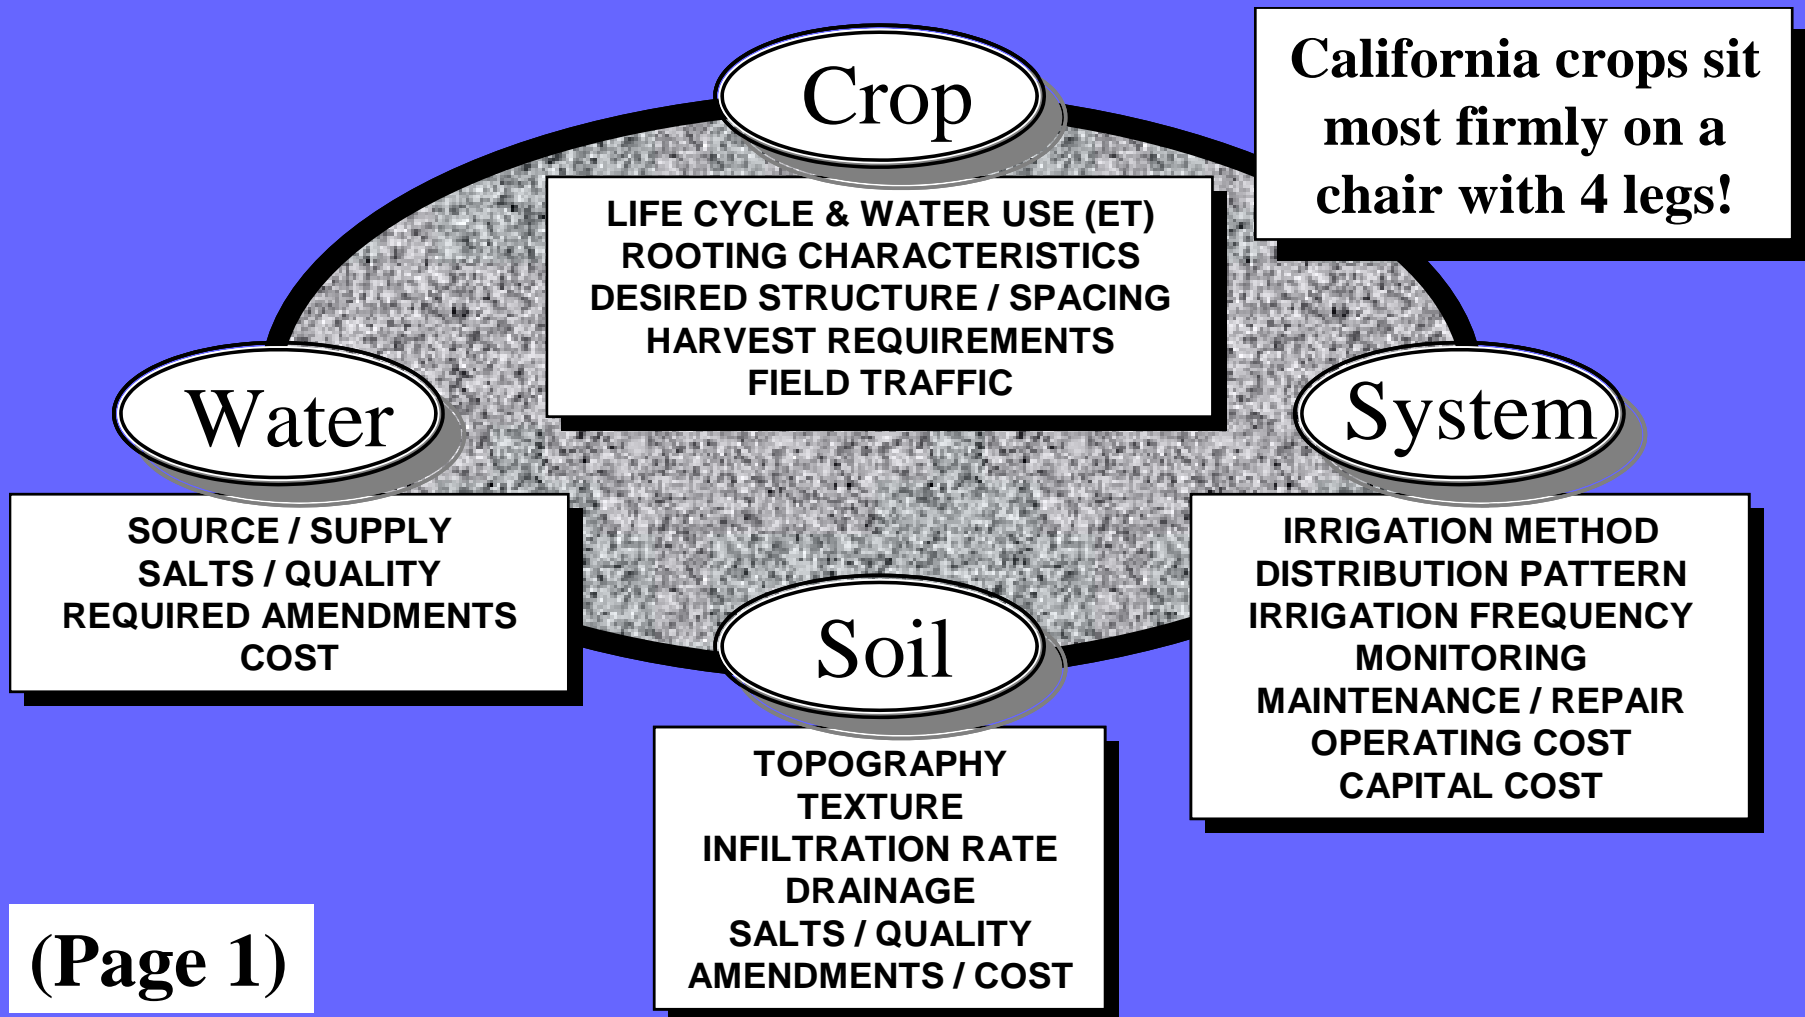 Crop
California crops sit
most firmly on a
chair with 4 legs!
LIFE CYCLE & WATER USE (ET)
ROOTING CHARACTERISTICS
DESIRED STRUCTURE / SPACING
HARVEST REQUIREMENTS
FIELD TRAFFIC
Water
SOURCE / SUPPLY
SALTS / QUALITY
REQUIRED AMENDMENTS
COST
System
IRRIGATION METHOD
DISTRIBUTION PATTERN
IRRIGATION FREQUENCY
MONITORING
MAINTENANCE / REPAIR
OPERATING COST
CAPITAL COST
Soil
TOPOGRAPHY
TEXTURE
INFILTRATION RATE
DRAINAGE
SALTS / QUALITY
AMENDMENTS / COST
(Page 1)